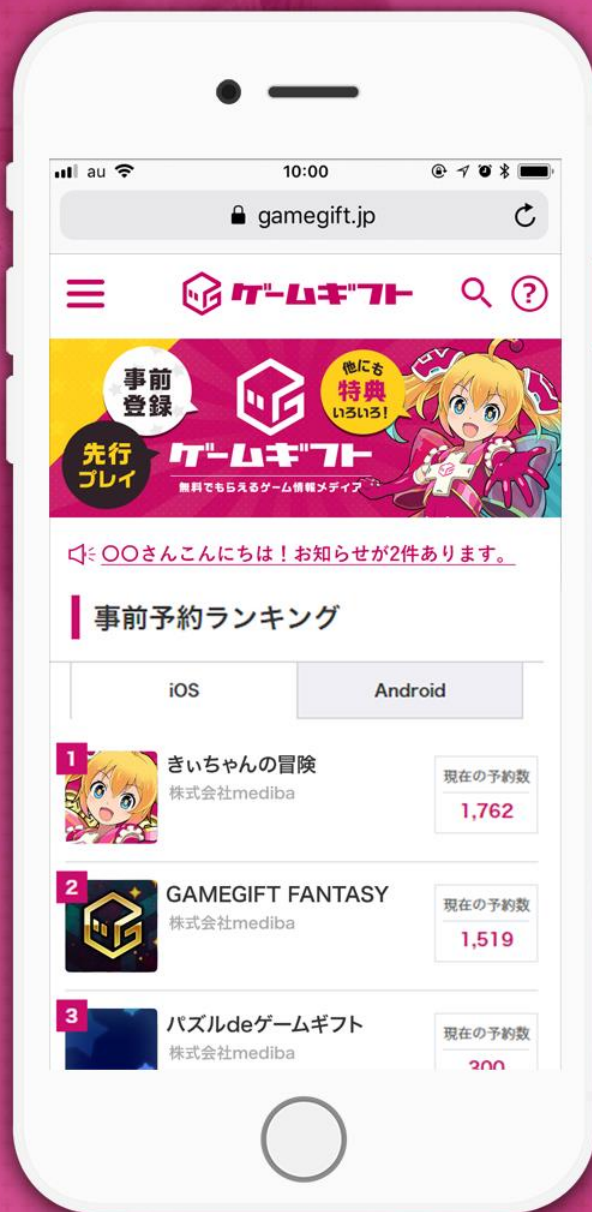 au 10:00
gamegift.jp
ゲームギフト
?
事前
登録
先行
プレイ
ゲームギフト
無料でもらえるゲーム情報メディア
他にも
特典
いろいろ!
〇〇さんこんにちは！お知らせが2件あります。
事前予約ランキング
iOS Android
1
きぃちゃんの冒険
株式会社mediba
現在の予約数
1,762
2
GAMEGIFT FANTASY
株式会社mediba
現在の予約数
1,519
3
パズルdeゲームギフト
株式会社mediba
現在の予約数
300